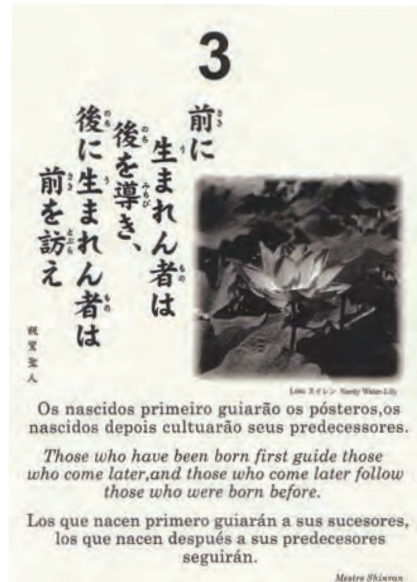 3
前に
生まれん者は
後を導き、
後に生まれん者は
前を訪え
親鸞聖人
Lótus スイレン Hardy Water-Lily
Os nascidos primeiro guiarão os pósteros,os
nascidos depois cultuarão seus predecessores.
Those who have been born first guide those
who come later,and those who come later follow
those who were born before.
Los que nacen primero guiarán a sus sucesores,
los que nacen después a sus predecesores
seguirán.
Mestre Shinran